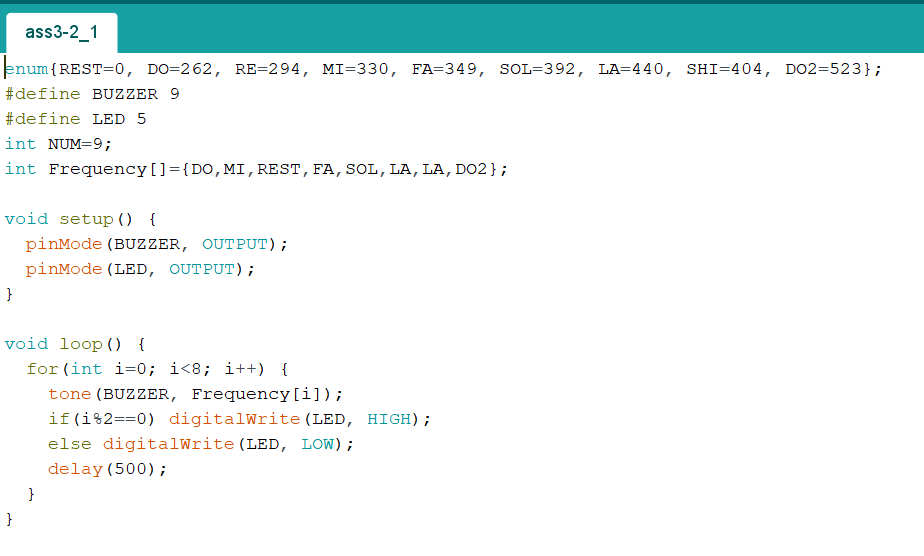 ass3-2_1
enum{REST=0, DO=262, RE=294, MI=330, FA=349, SOL=392, LA=440, SHI=404, DO2=523};
#define BUZZER 9
#define LED 5
int NUM=9;
int Frequency[]={DO,MI,REST,FA,SOL,LA,LA,DO2};
void setup() {
  pinMode(BUZZER, OUTPUT);
  pinMode(LED, OUTPUT);
}
void loop() {
  for(int i=0; i<8; i++) {
    tone(BUZZER, Frequency[i]);
    if(i%2==0) digitalWrite(LED, HIGH);
    else digitalWrite(LED, LOW);
    delay(500);
  }
}